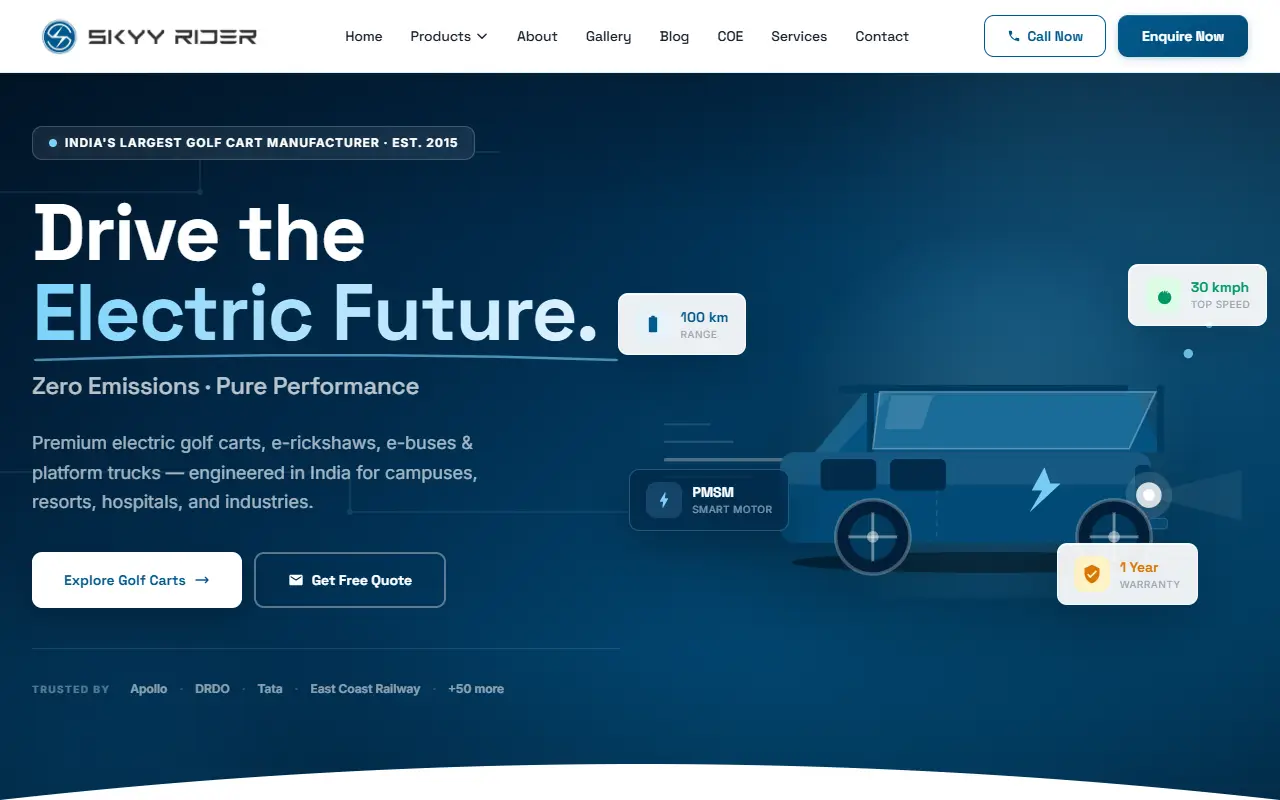 SKYY RIDER
Home
Products
About
Gallery
Blog
COE
Services
Contact
Call Now
Enquire Now
INDIA'S LARGEST GOLF CART MANUFACTURER · EST. 2015
Drive the
Electric Future.
Zero Emissions · Pure Performance
Premium electric golf carts, e-rickshaws, e-buses &
platform trucks — engineered in India for campuses,
resorts, hospitals, and industries.
Explore Golf Carts →
Get Free Quote
TRUSTED BY Apollo · DRDO · Tata · East Coast Railway · +50 more
100 km
RANGE
30 kmph
TOP SPEED
PMSM
SMART MOTOR
1 Year
WARRANTY